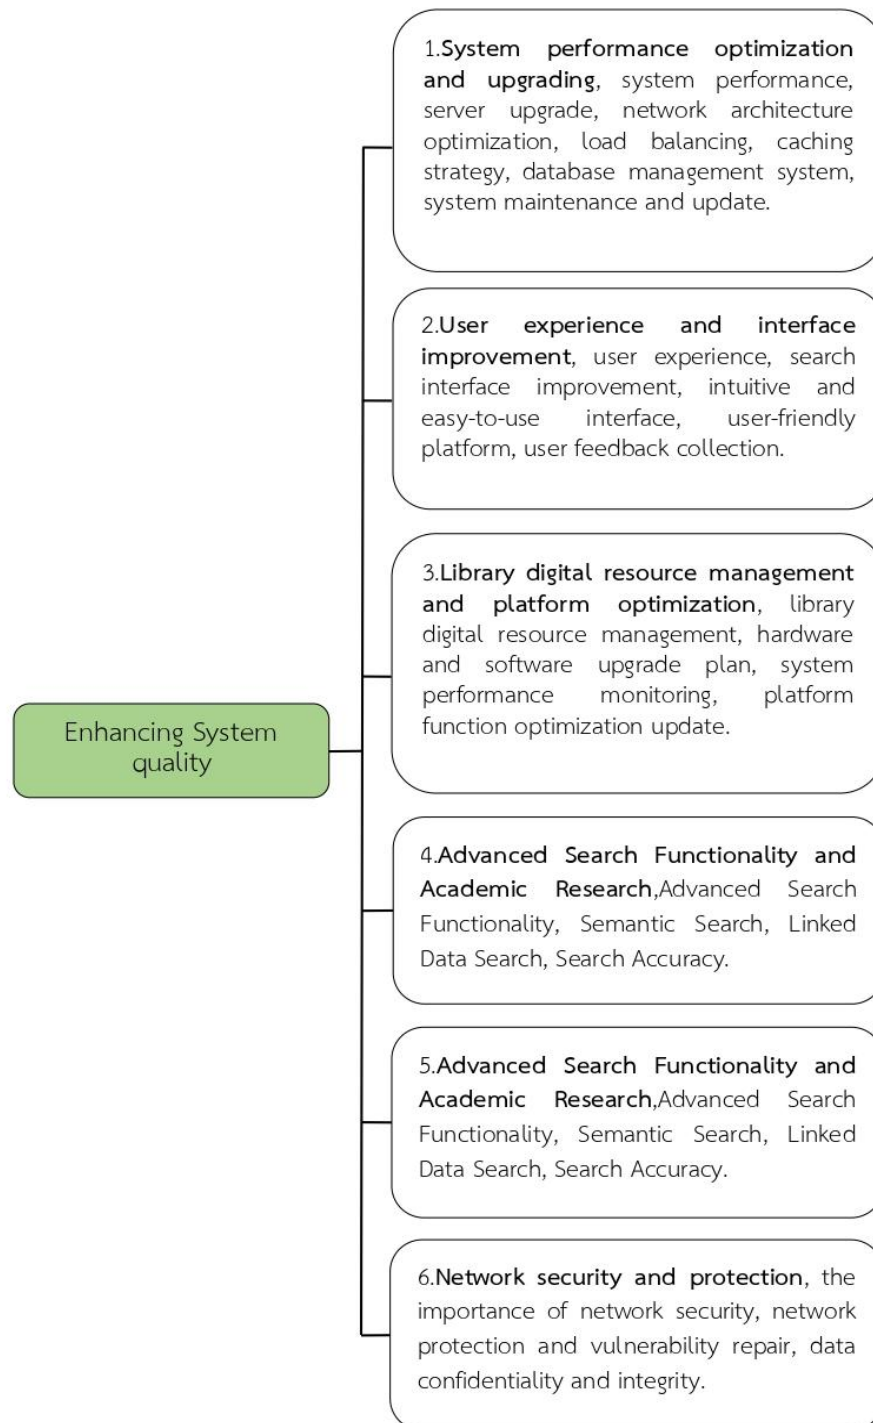 1.System performance optimization
and upgrading, system performance,
server upgrade, network architecture
optimization, load balancing, caching
strategy, database management system,
system maintenance and update.
2.User experience and interface
improvement, user experience, search
interface improvement, intuitive and
easy-to-use interface, user-friendly
platform, user feedback collection.
3.Library digital resource management
and platform optimization, library
digital resource management, hardware
and software upgrade plan, system
performance monitoring, platform
function optimization update.
Enhancing System
quality
4.Advanced Search Functionality and
Academic Research,Advanced Search
Functionality, Semantic Search, Linked
Data Search, Search Accuracy.
5.Advanced Search Functionality and
Academic Research,Advanced Search
Functionality, Semantic Search, Linked
Data Search, Search Accuracy.
6.Network security and protection, the
importance of network security, network
protection and vulnerability repair, data
confidentiality and integrity.